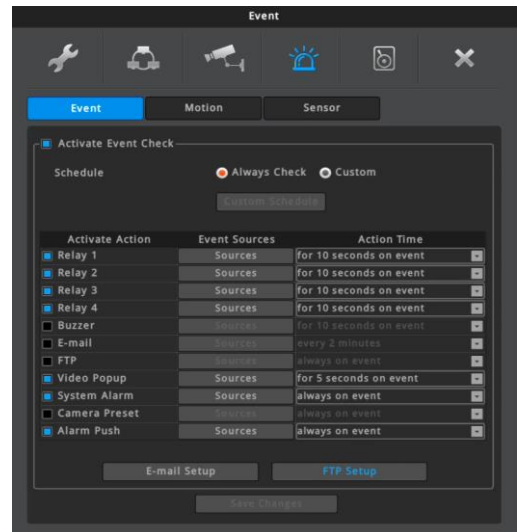 Event
Event Motion Sensor
Activate Event Check
Schedule Always Check Custom
Custom Schedule
Activate Action Event Sources Action Time
Relay 1 Sources for 10 seconds on event
Relay 2 Sources for 10 seconds on event
Relay 3 Sources for 10 seconds on event
Relay 4 Sources for 10 seconds on event
Buzzer Sources for 10 seconds on event
E-mail Sources every 2 minutes
FTP Sources always on event
Video Popup Sources for 5 seconds on event
System Alarm Sources always on event
Camera Preset Sources always on event
Alarm Push Sources always on event
E-mail Setup FTP Setup
Save Changes